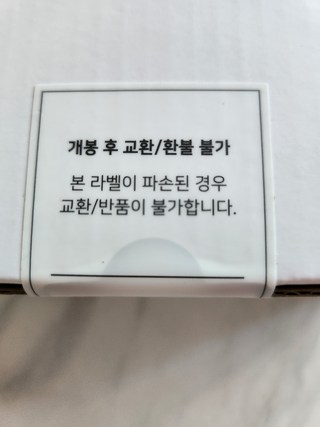 개봉 후 교환/환불 불가
본 라벨이 파손된 경우
교환/반품이 불가합니다.